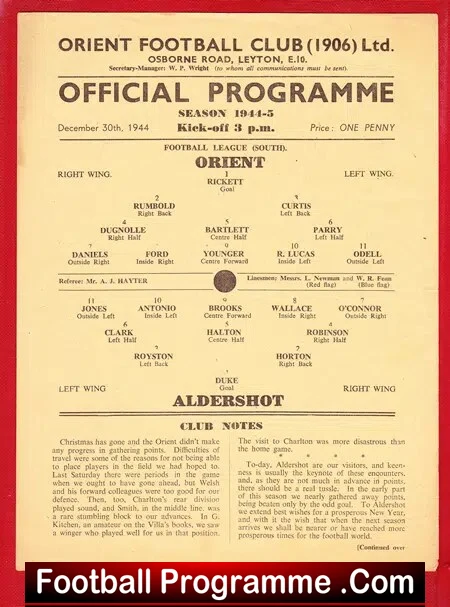 ORIENT FOOTBALL CLUB (1906) Ltd.
OSBORNE ROAD, LEYTON, E.10.
Secretary-Manager: W. P. Wright (to whom all communications must be sent)
OFFICIAL PROGRAMME
SEASON 1944-5
December 30th, 1944 Kick-off 3 p.m. Price: ONE PENNY
FOOTBALL LEAGUE (SOUTH).
ORIENT
RIGHT WING. 1 LEFT WING.
RICKETT
Goal
2 3
RUMBOLD CURTIS
Right Back Left Back
4 5 6
DUGNOLLE BARTLETT PARRY
Right Half Centre Half Left Half
7 8 9 10 11
DANIELS FORD YOUNGER R. LUCAS ODELL
Outside Right Inside Right Centre Forward Inside Left Outside Left
Referee: Mr. A. J. HAYTER Linesmen: Messrs. L. Newman and W. R. Foan
(Red flag) (Blue flag)
11 10 9 8 7
JONES ANTONIO BROOKS WALLACE O'CONNOR
Outside Left Inside Left Centre Forward Inside Right Outside Right
6 5 4
CLARK HALTON ROBINSON
Left Half Centre Half Right Half
3 2
ROYSTON HORTON
Left Back Right Back
1
DUKE
LEFT WING Goal RIGHT WING
ALDERSHOT
CLUB NOTES
Christmas has gone and the Orient didn't make
any progress in gathering points. Difficulties of
travel were some of the reasons for not being able
to place players in the field we had hoped to.
Last Saturday there were periods in the game
when we ought to have gone ahead, but Welsh
and his forward colleagues were too good for our
defence. Then, too, Charlton's rear division
played sound, and Smith, in the middle line, was
a rare stumbling block to our advances. In G.
Kitchen, an amateur on the Villa's books, we saw
a winger who played well for us in that position.
The visit to Charlton was more disastrous than
the home game.
* * * *
To-day, Aldershot are our visitors, and keen-
ness is usually the keynote of these encounters,
and, as they are not much in advance in points,
there should be a real tussle. In the early part
of this season we nearly gathered away points,
being beaten only by the odd goal. To Aldershot
we extend best wishes for a prosperous New Year,
and with it the wish that when the next season
arrives we shall be nearer or have reached more
prosperous times for the football world.
(Continued over
Football Programme .Com